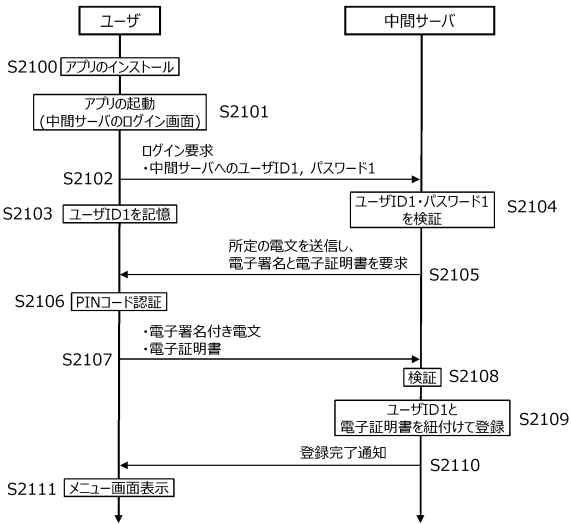 ユーザ
中間サーバ
S2100
アプリのインストール
アプリの起動
(中間サーバのログイン画面)
S2101
ログイン要求
・中間サーバへのユーザID1, パスワード1
S2102
S2103
ユーザID1を記憶
ユーザID1・パスワード1
を検証
S2104
所定の電文を送信し、
電子署名と電子証明書を要求
S2105
S2106
PINコード認証
・電子署名付き電文
・電子証明書
S2107
検証
S2108
ユーザID1と
電子証明書を紐付けて登録
S2109
登録完了通知
S2110
S2111
メニュー画面表示